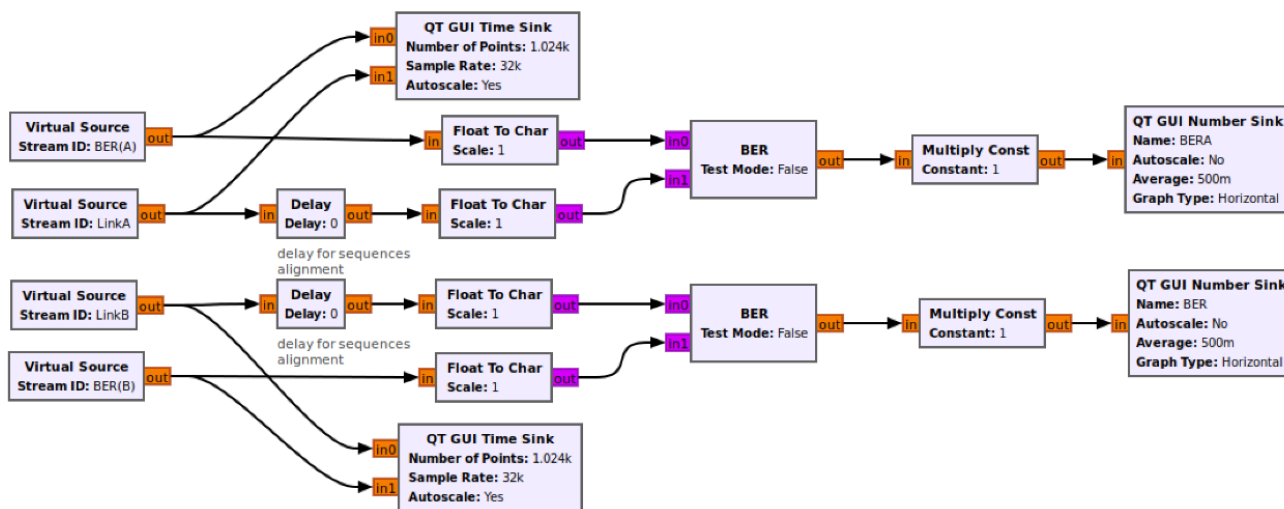 QT GUI Time Sink
Number of Points: 1.024k
Sample Rate: 32k
Autoscale: Yes
in0
in1
Virtual Source
Stream ID: BER(A)
out
in
Float To Char
Scale: 1
out
in0
in1
BER
Test Mode: False
out
in
Multiply Const
Constant: 1
out
in
QT GUI Number Sink
Name: BERA
Autoscale: No
Average: 500m
Graph Type: Horizontal
Virtual Source
Stream ID: LinkA
out
in
Delay
Delay: 0
out
in
Float To Char
Scale: 1
out
delay for sequences
alignment
Virtual Source
Stream ID: LinkB
out
in
Delay
Delay: 0
out
in
Float To Char
Scale: 1
out
in0
in1
BER
Test Mode: False
out
in
Multiply Const
Constant: 1
out
in
QT GUI Number Sink
Name: BER
Autoscale: No
Average: 500m
Graph Type: Horizontal
delay for sequences
alignment
Virtual Source
Stream ID: BER(B)
out
in
Float To Char
Scale: 1
out
in0
in1
QT GUI Time Sink
Number of Points: 1.024k
Sample Rate: 32k
Autoscale: Yes